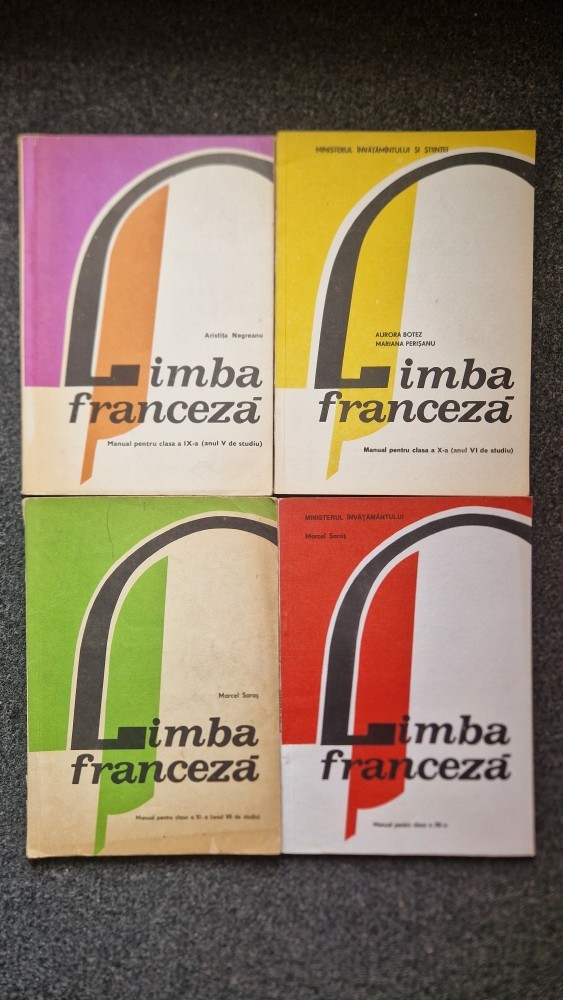 Aristița Negreanu
Limba
franceză
Manual pentru clasa a IX-a (anul V de studiu)
MINISTERUL ÎNVĂȚĂMÎNTULUI ȘI ȘTIINȚEI
AURORA BOTEZ
MARIANA PERIȘANU
Limba
franceză
Manual pentru clasa a X-a (anul VI de studiu)
Marcel Saraș
Limba
franceză
Manual pentru clasa a XI-a (anul VII de studiu)
MINISTERUL ÎNVĂȚĂMÂNTULUI
Marcel Saraș
Limba
franceză
Manual pentru clasa a XII-a